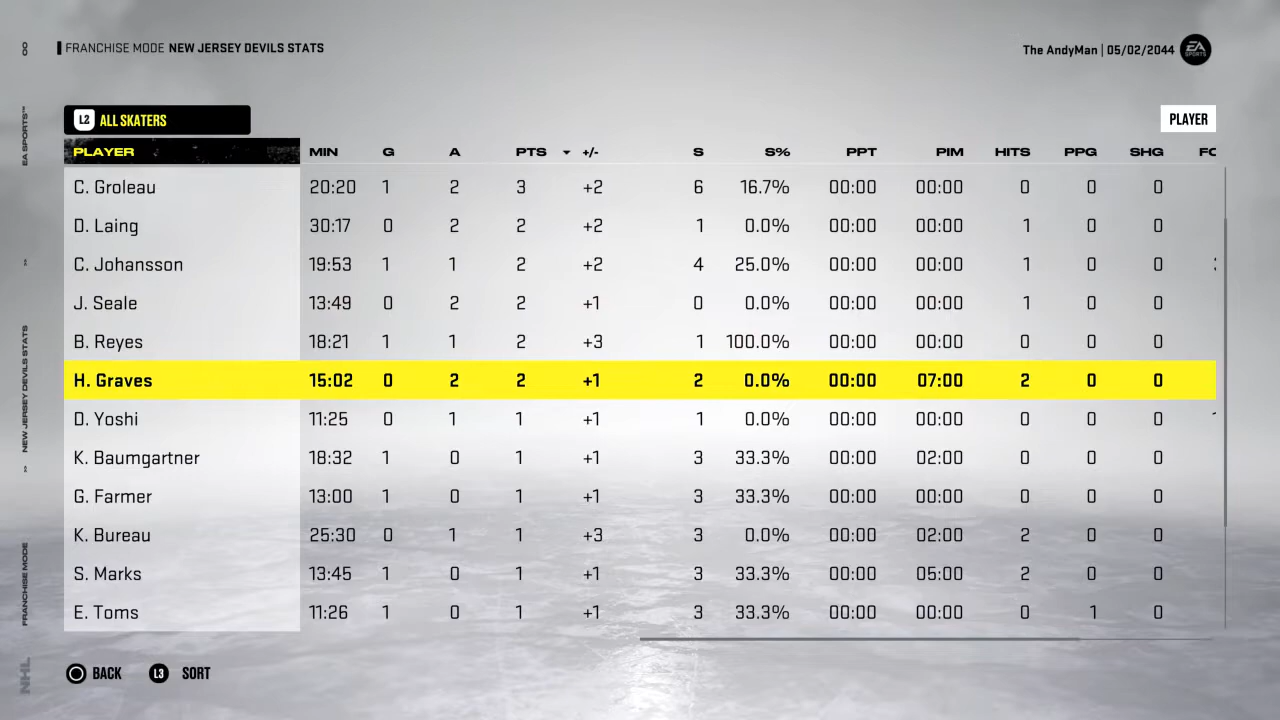 FRANCHISE MODE NEW JERSEY DEVILS STATS
The AndyMan | 05/02/2044
EA SPORTS
L2 ALL SKATERS
PLAYER
PLAYER MIN G A PTS +/- S S% PPT PIM HITS PPG SHG
C. Groleau 20:20 1 2 3 +2 6 16.7% 00:00 00:00 0 0 0
D. Laing 30:17 0 2 2 +2 1 0.0% 00:00 00:00 1 0 0
C. Johansson 19:53 1 1 2 +2 4 25.0% 00:00 00:00 1 0 0
J. Seale 13:49 0 2 2 +1 0 0.0% 00:00 00:00 1 0 0
B. Reyes 18:21 1 1 2 +3 1 100.0% 00:00 00:00 0 0 0
H. Graves 15:02 0 2 2 +1 2 0.0% 00:00 07:00 2 0 0
D. Yoshi 11:25 0 1 1 +1 1 0.0% 00:00 00:00 0 0 0
K. Baumgartner 18:32 1 0 1 +1 3 33.3% 00:00 02:00 0 0 0
G. Farmer 13:00 1 0 1 +1 3 33.3% 00:00 00:00 0 0 0
K. Bureau 25:30 0 1 1 +3 3 0.0% 00:00 02:00 2 0 0
S. Marks 13:45 1 0 1 +1 3 33.3% 00:00 05:00 2 0 0
E. Toms 11:26 1 0 1 +1 3 33.3% 00:00 00:00 0 1 0
BACK L3 SORT
NHL FRANCHISE MODE NEW JERSEY DEVILS STATS EA SPORTS™